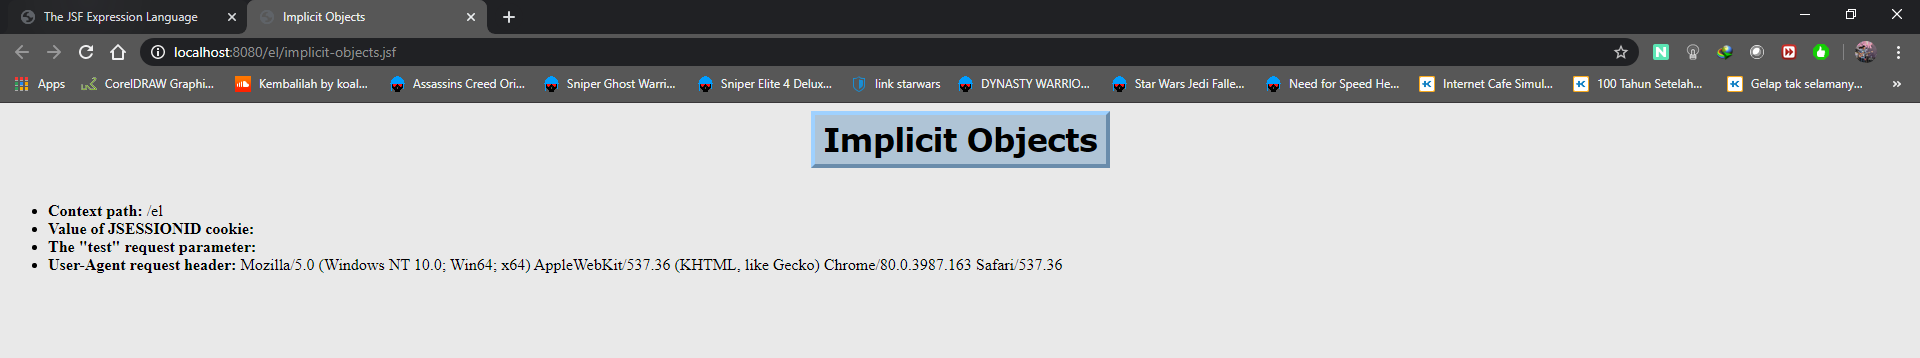 The JSF Expression Language
Implicit Objects
localhost:8080/el/implicit-objects.jsf
Apps CorelDRAW Graphi... Kembalilah by koal... Assassins Creed Ori... Sniper Ghost Warri... Sniper Elite 4 Delux... link starwars DYNASTY WARRIO... Star Wars Jedi Falle... Need for Speed He... Internet Cafe Simul... 100 Tahun Setelah... Gelap tak selamany... »
Implicit Objects
• Context path: /el
• Value of JSESSIONID cookie:
• The "test" request parameter:
• User-Agent request header: Mozilla/5.0 (Windows NT 10.0; Win64; x64) AppleWebKit/537.36 (KHTML, like Gecko) Chrome/80.0.3987.163 Safari/537.36